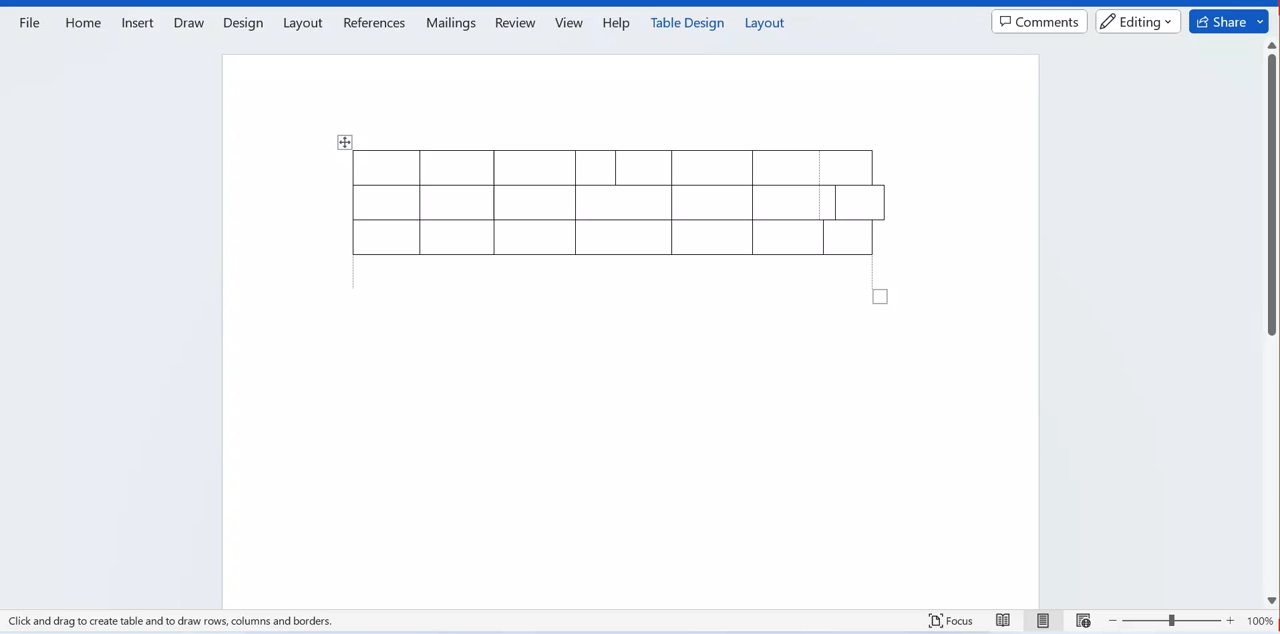 File Home Insert Draw Design Layout References Mailings Review View Help Table Design Layout Comments Editing Share
Click and drag to create table and to draw rows, columns and borders. Focus 100%